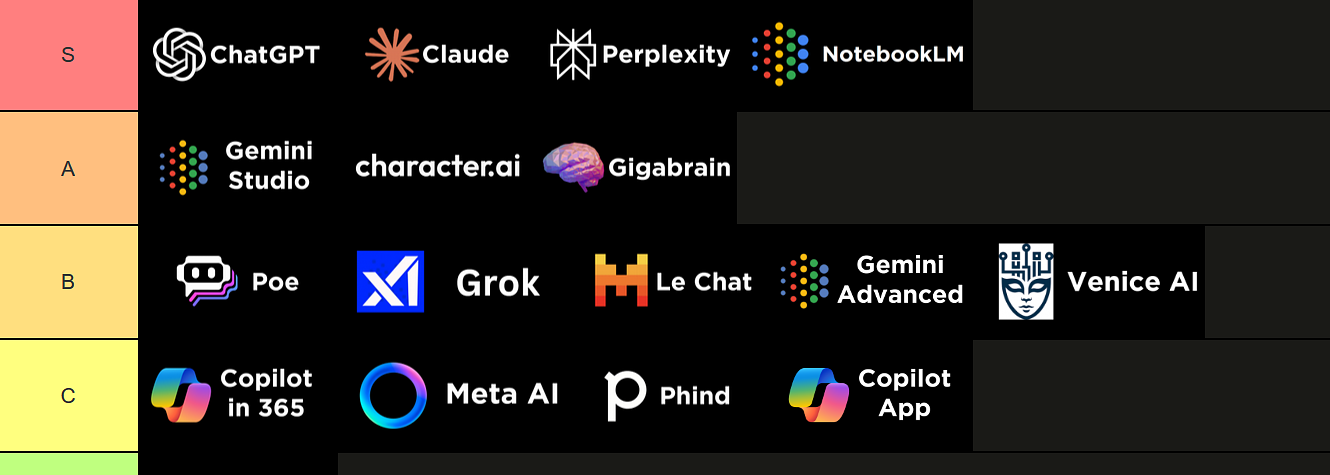 S
ChatGPT
Claude
Perplexity
NotebookLM
A
Gemini
Studio
character.ai
Gigabrain
B
Poe
Grok
Le Chat
Gemini
Advanced
Venice AI
C
Copilot
in 365
Meta AI
Phind
Copilot
App